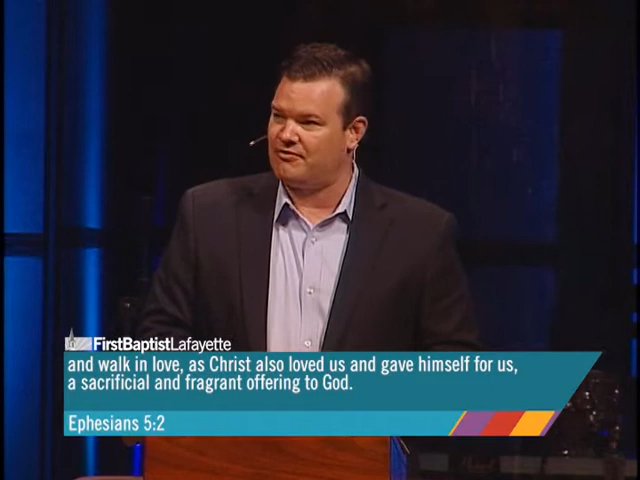 FirstBaptistLafayette
and walk in love, as Christ also loved us and gave himself for us,
a sacrificial and fragrant offering to God.
Ephesians 5:2